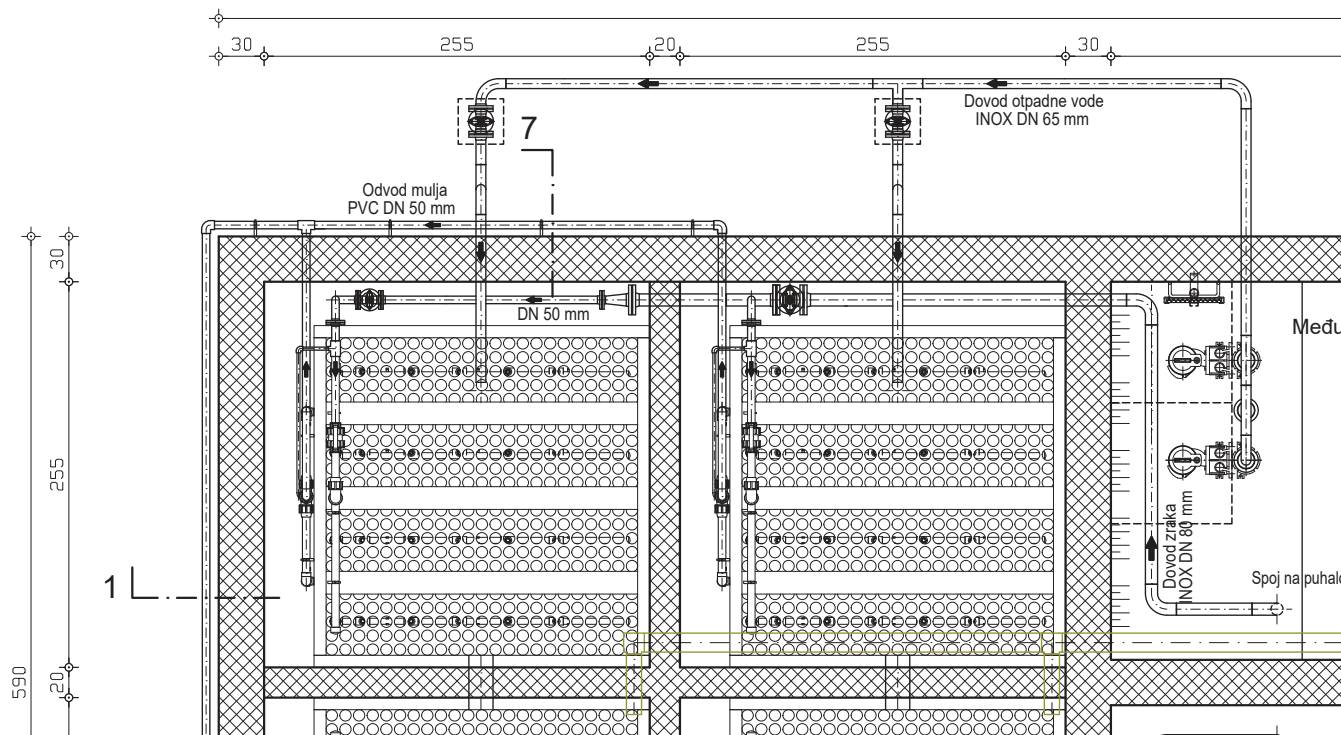 30
255
20
255
30
Dovod otpadne vode
INOX DN 65 mm
7
Odvod mulja
PVC DN 50 mm
30
DN 50 mm
Među
255
Dovod zraka
INOX DN 80 mm
1
Spoj na puhalo
590
20